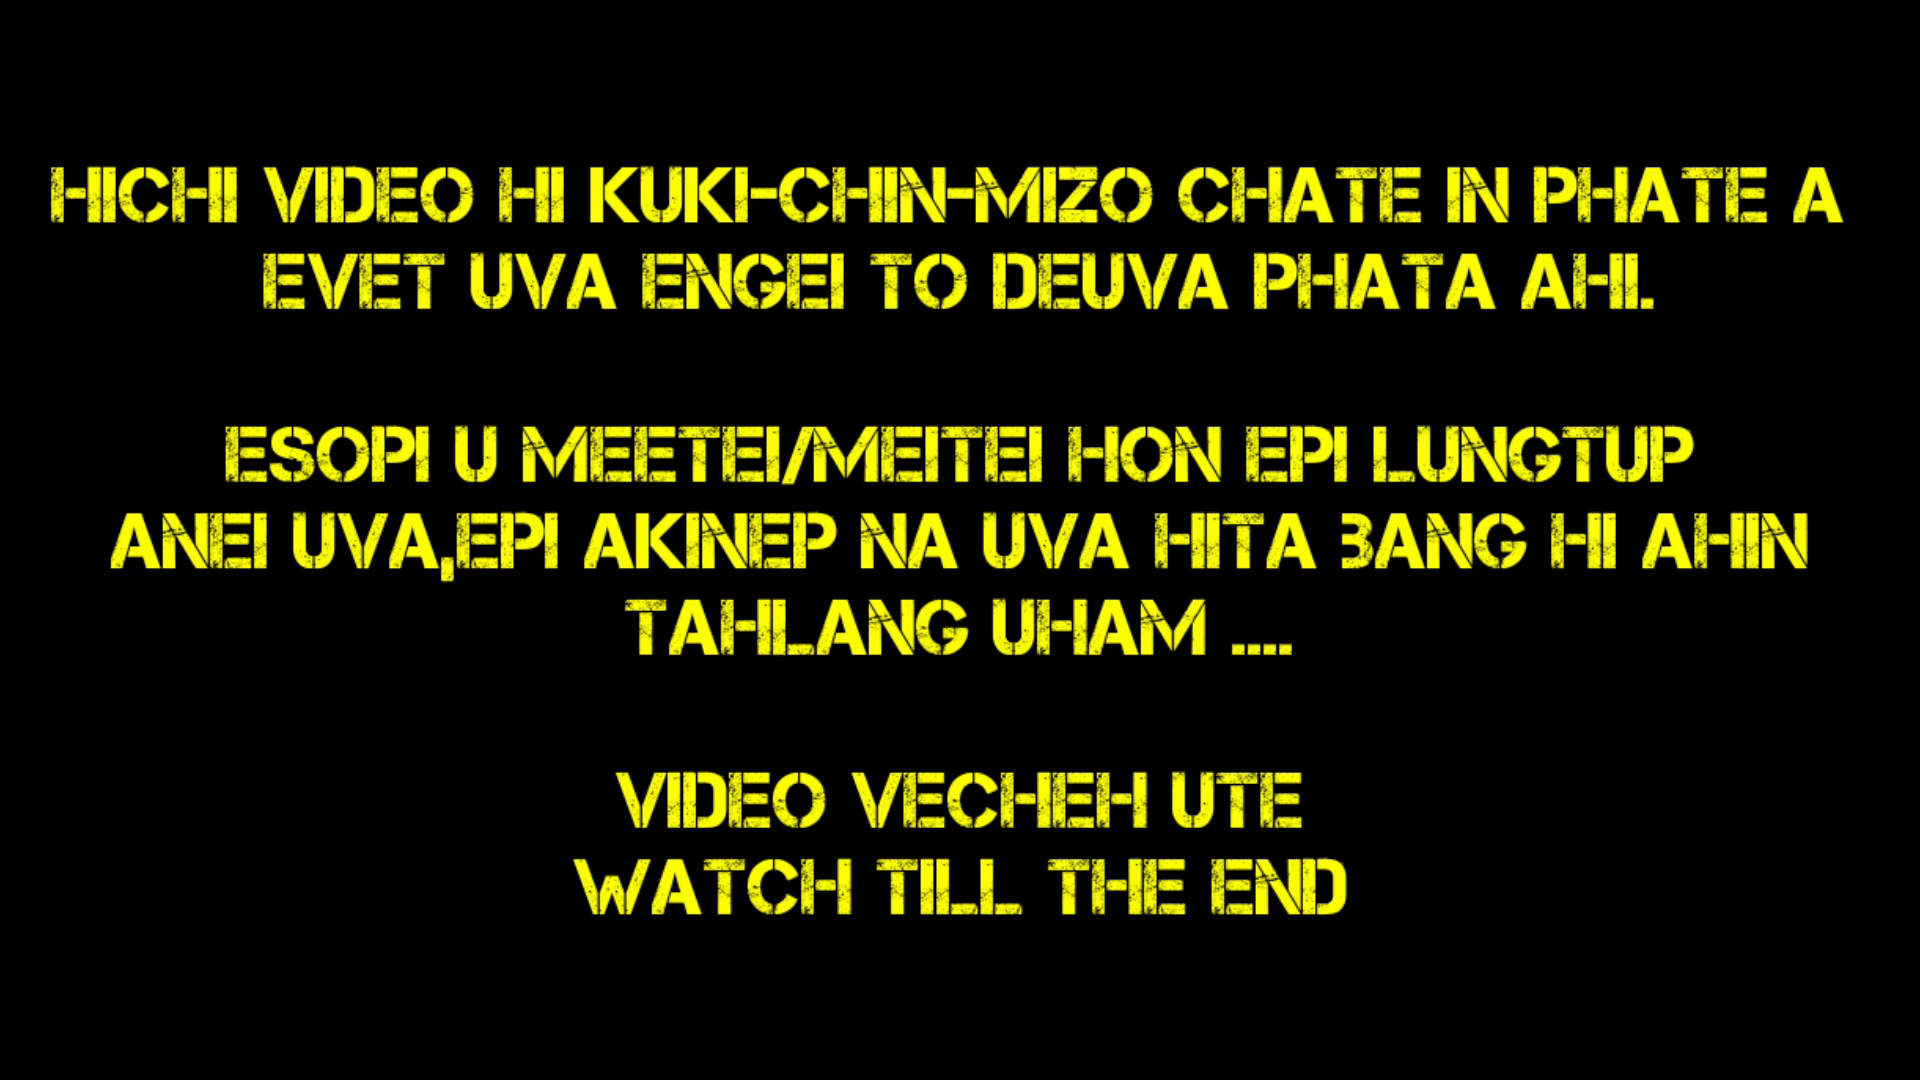 HICHI VIDEO HI KUKI-CHIN-MIZO CHATE IN PHATE A
EVET UVA ENGEI TO DEUVA PHATA AHI.
ESOPI U MEETEI/MEITEI HON EPI LUNGTUP
ANEI UVA,EPI AKINEP NA UVA HITA BANG HI AHIN
TAHLANG UHAM ....
VIDEO VECHEH UTE
WATCH TILL THE END